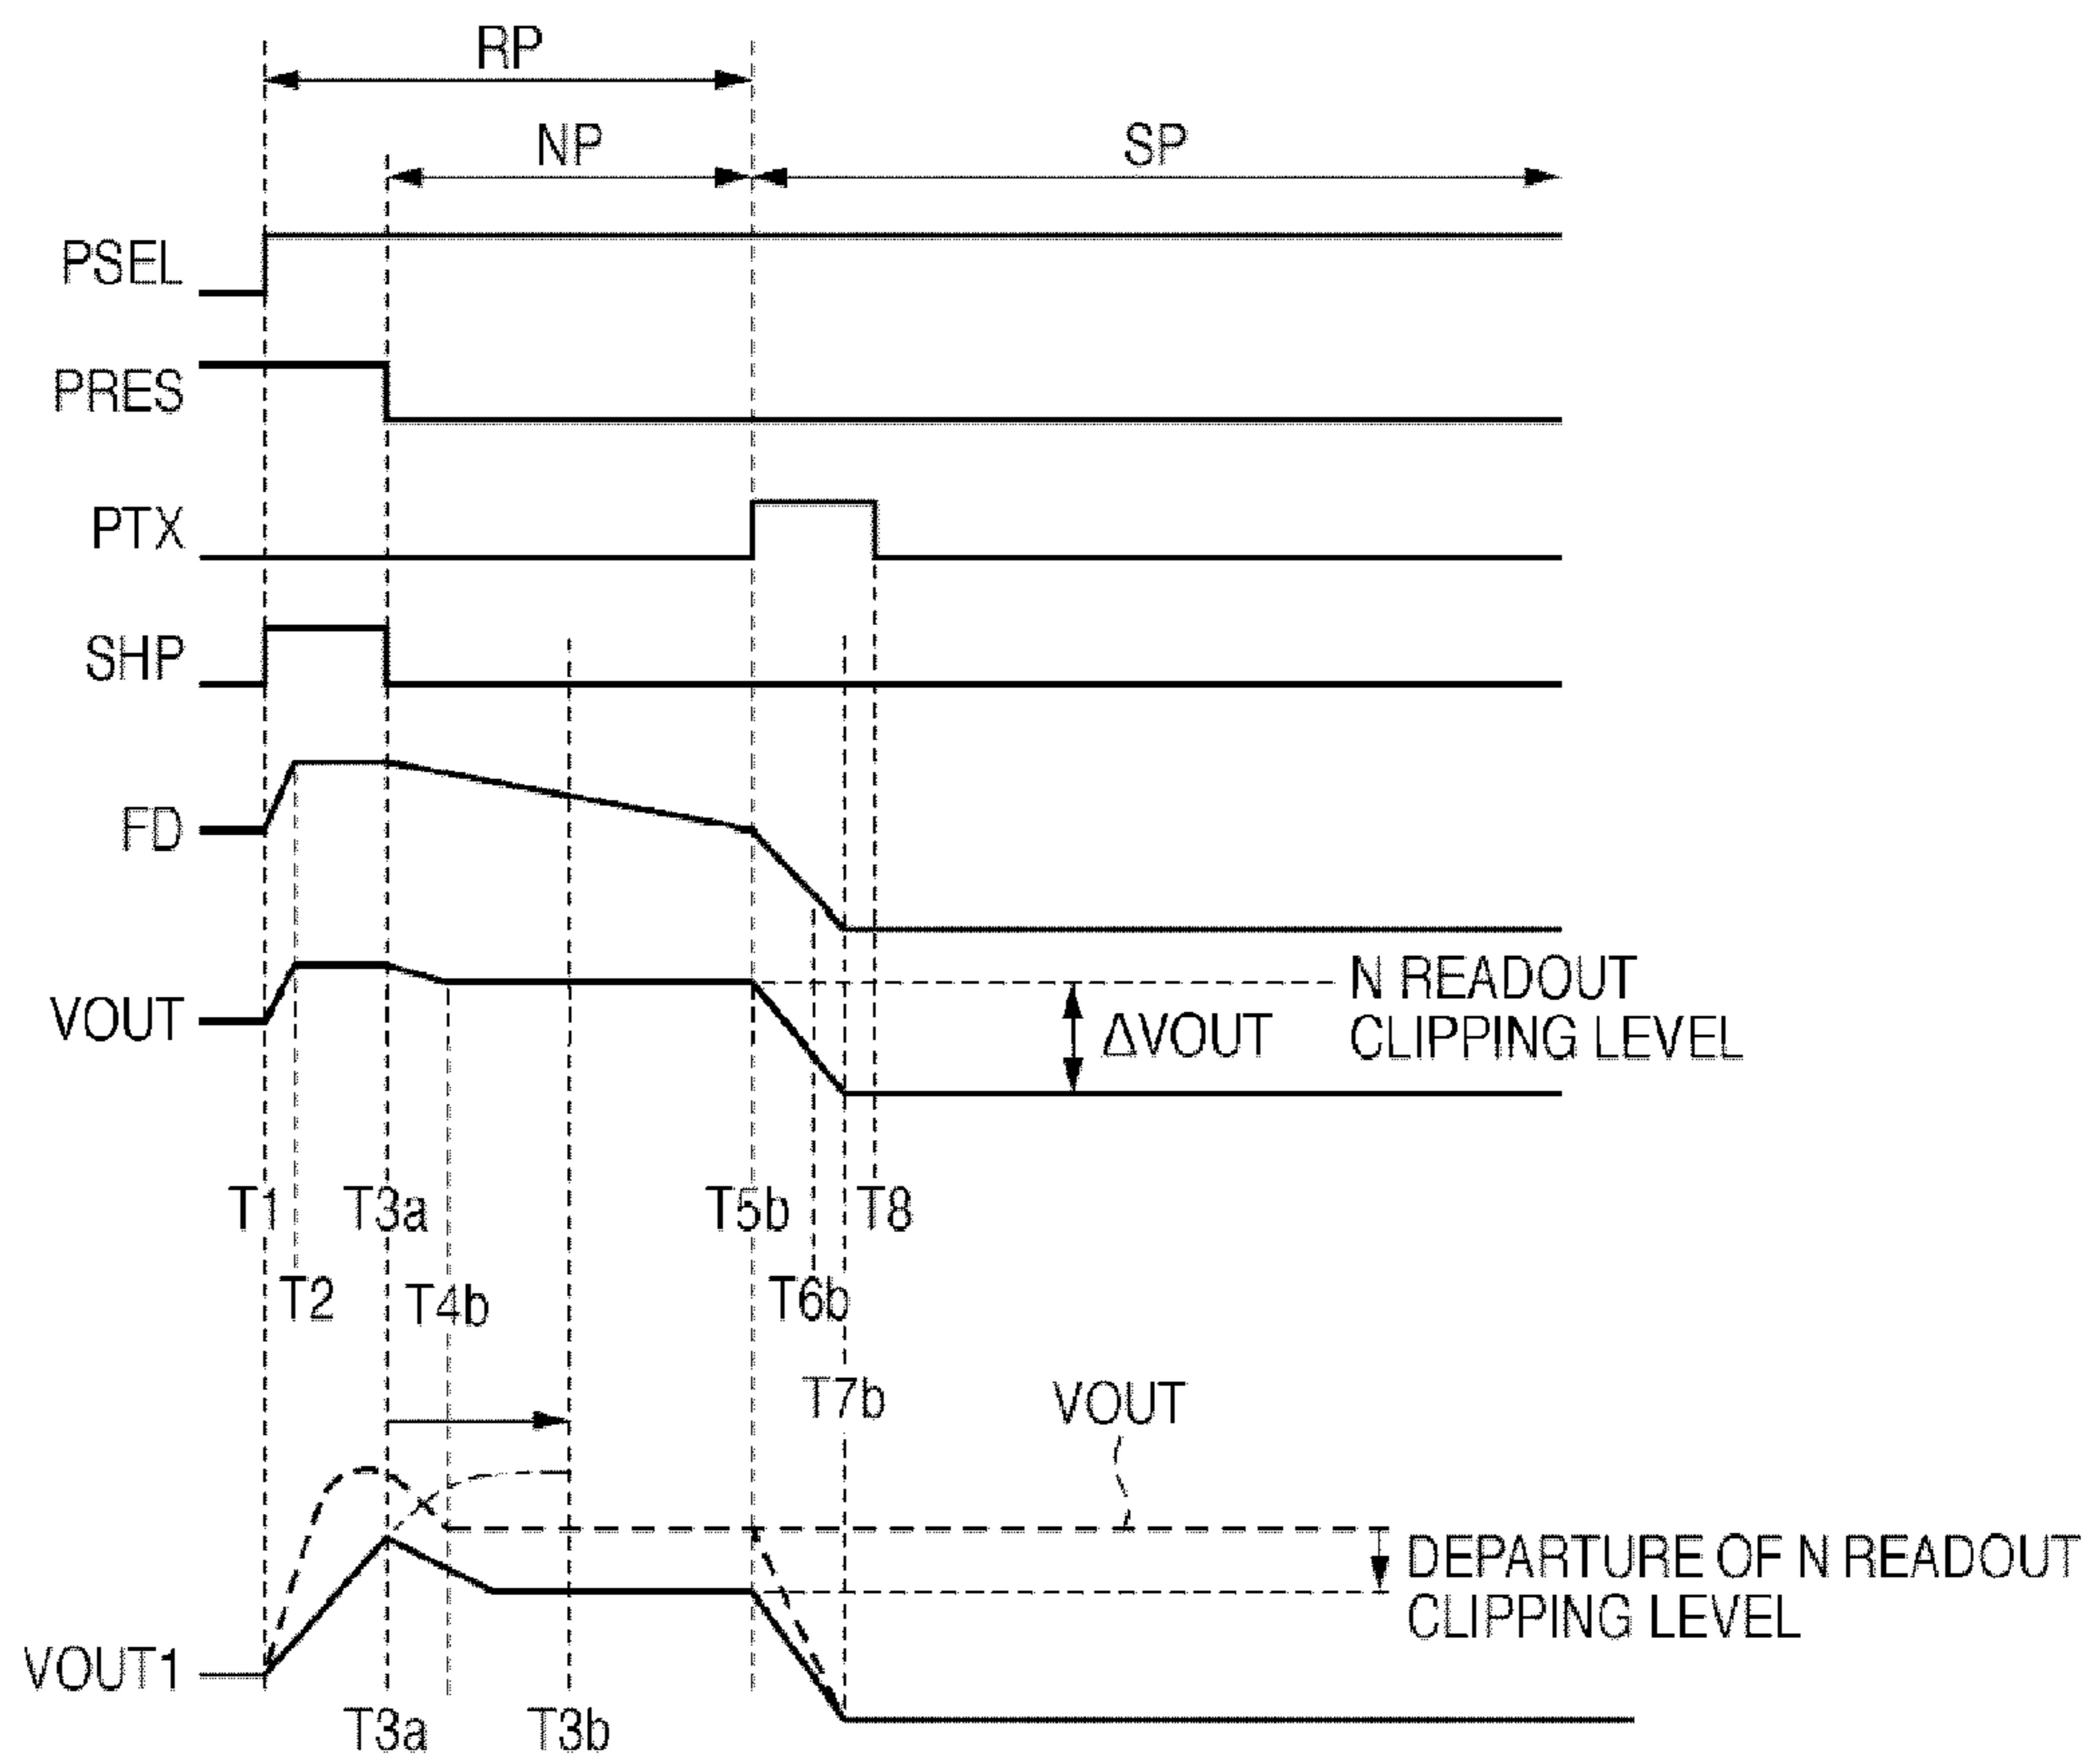 RP
NP
SP
PSEL
PRES
PTX
SHP
FD
VOUT
N READOUT
CLIPPING LEVEL
ΔVOUT
T1
T3a
T5b
T8
T2
T4b
T6b
T7b
VOUT
DEPARTURE OF N READOUT
CLIPPING LEVEL
VOUT1
T3a
T3b